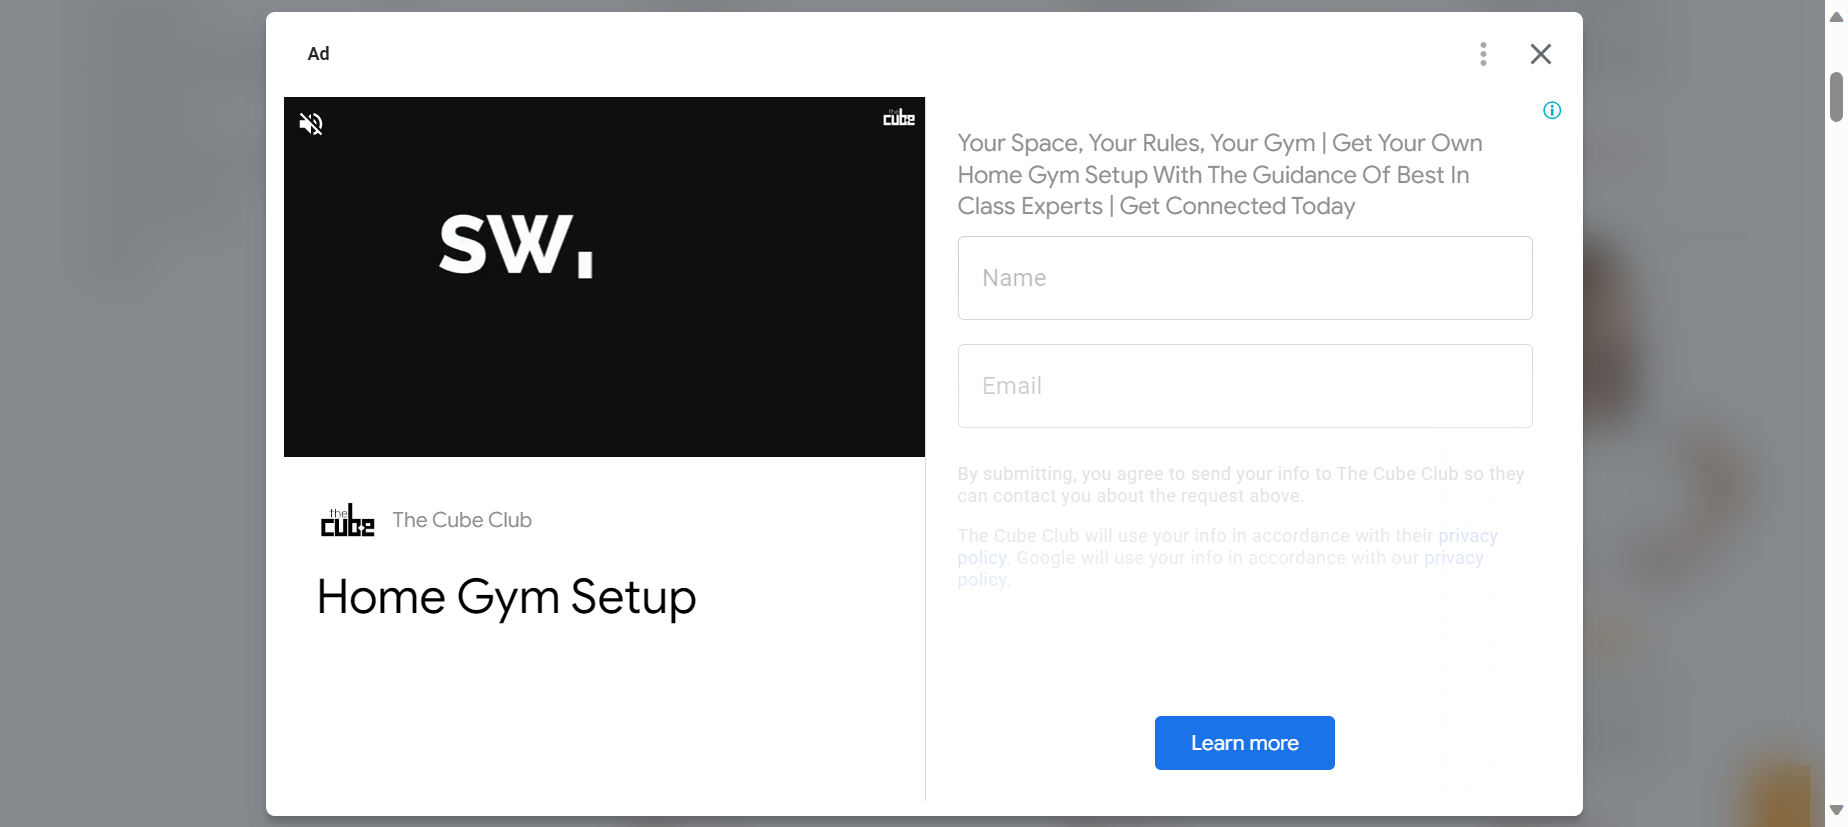 Ad
the
cube
SW.
the
cube
The Cube Club
Home Gym Setup
Your Space, Your Rules, Your Gym | Get Your Own
Home Gym Setup With The Guidance Of Best In
Class Experts | Get Connected Today
Name
Email
By submitting, you agree to send your info to The Cube Club so they
can contact you about the request above.
The Cube Club will use your info in accordance with their privacy
policy. Google will use your info in accordance with our privacy
policy.
Learn more